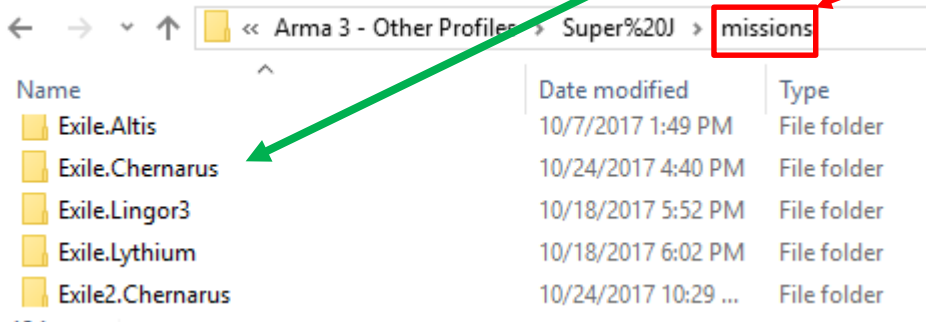 « Arma 3 - Other Profiles > Super%20J > missions
Name Date modified Type
Exile.Altis 10/7/2017 1:49 PM File folder
Exile.Chernarus 10/24/2017 4:40 PM File folder
Exile.Lingor3 10/18/2017 5:52 PM File folder
Exile.Lythium 10/18/2017 6:02 PM File folder
Exile2.Chernarus 10/24/2017 10:29 ... File folder